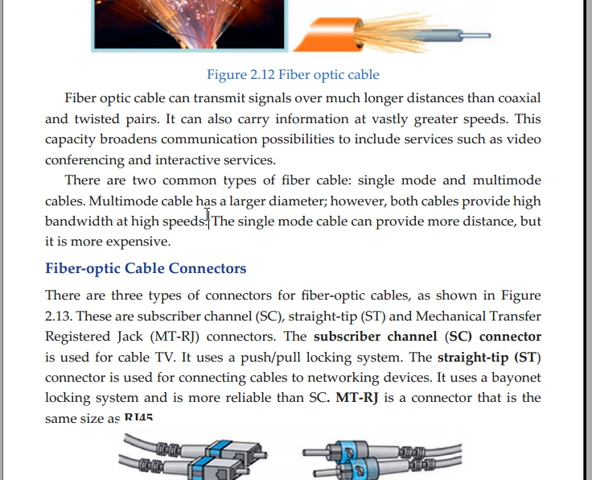 Figure 2.12 Fiber optic cable
Fiber optic cable can transmit signals over much longer distances than coaxial
and twisted pairs. It can also carry information at vastly greater speeds. This
capacity broadens communication possibilities to include services such as video
conferencing and interactive services.
There are two common types of fiber cable: single mode and multimode
cables. Multimode cable has a larger diameter; however, both cables provide high
bandwidth at high speeds. The single mode cable can provide more distance, but
it is more expensive.
Fiber-optic Cable Connectors
There are three types of connectors for fiber-optic cables, as shown in Figure
2.13. These are subscriber channel (SC), straight-tip (ST) and Mechanical Transfer
Registered Jack (MT-RJ) connectors. The subscriber channel (SC) connector
is used for cable TV. It uses a push/pull locking system. The straight-tip (ST)
connector is used for connecting cables to networking devices. It uses a bayonet
locking system and is more reliable than SC. MT-RJ is a connector that is the
same size as RJ45